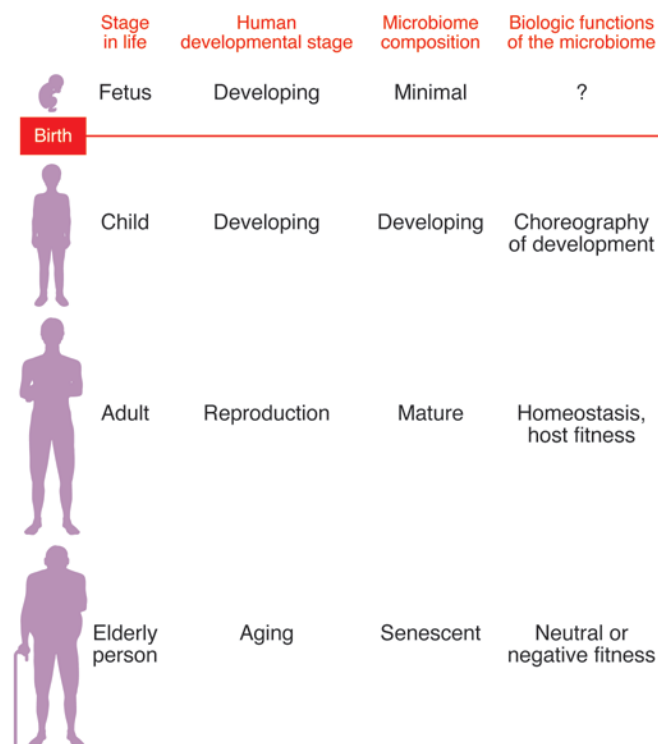 Stage in life
Human developmental stage
Microbiome composition
Biologic functions of the microbiome
Fetus
Developing
Minimal
?
Birth
Child
Developing
Developing
Choreography of development
Adult
Reproduction
Mature
Homeostasis, host fitness
Elderly person
Aging
Senescent
Neutral or negative fitness